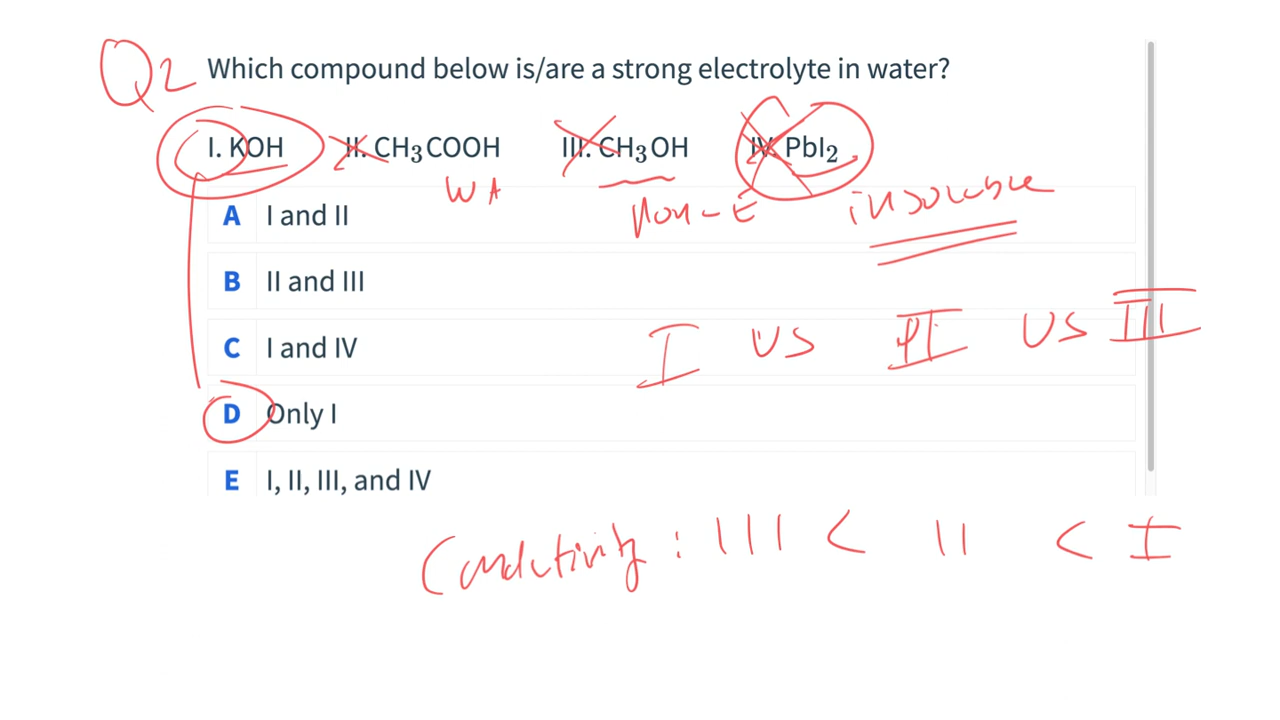 Q2 Which compound below is/are a strong electrolyte in water?
I. KOH II. CH₃COOH III. CH₃OH IV. PbI₂
WA Non-E insoluble
A I and II
B II and III
I vs II vs III
C I and IV
D Only I
E I, II, III, and IV
Conductivity: III < II < I